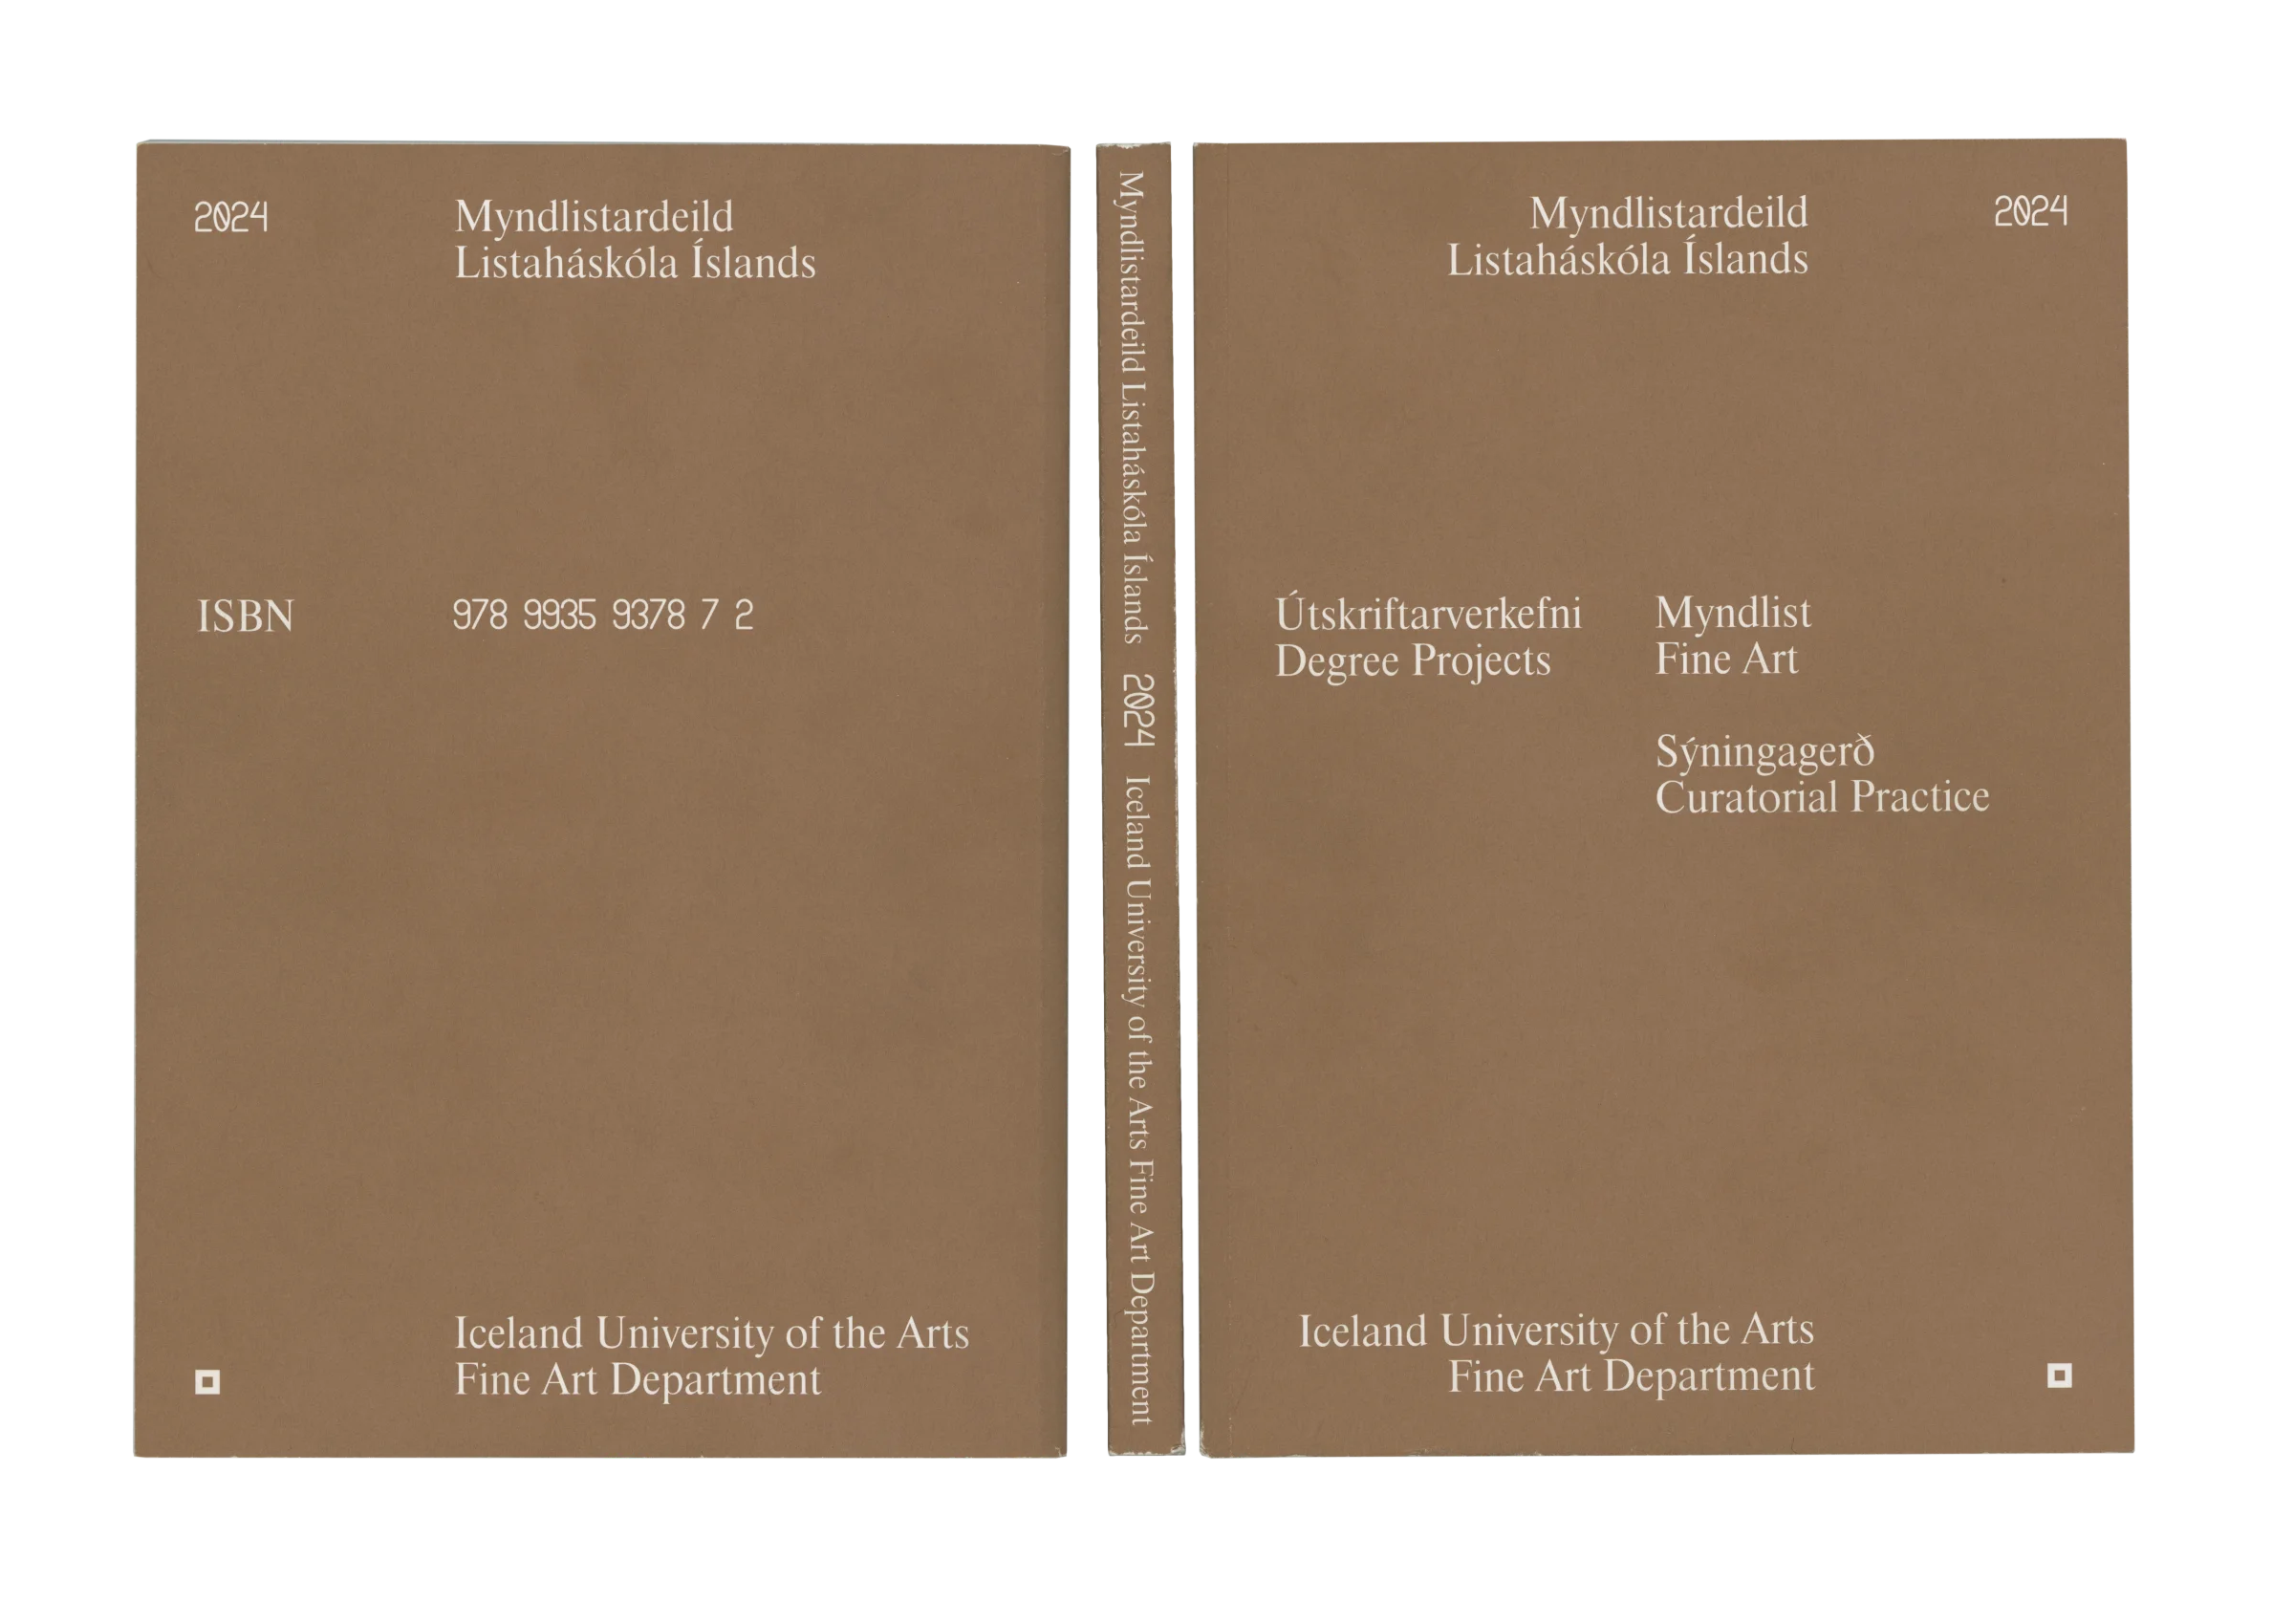 2024
Myndlistardeild
Listaháskóla Íslands
ISBN
978 9935 9378 7 2
Iceland University of the Arts
Fine Art Department
Myndlistardeild Listaháskóla Íslands 2024 Iceland University of the Arts Fine Art Department
Myndlistardeild
Listaháskóla Íslands
2024
Útskriftarverkefni
Degree Projects
Myndlist
Fine Art
Sýningagerð
Curatorial Practice
Iceland University of the Arts
Fine Art Department